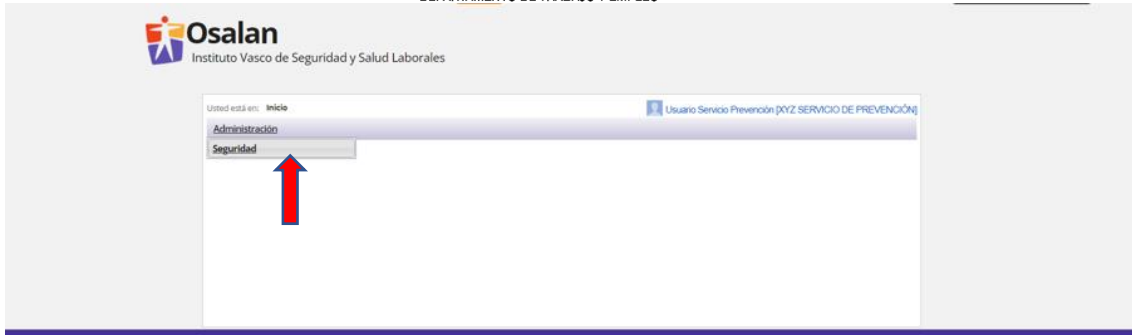 Osalan
Instituto Vasco de Seguridad y Salud Laborales
Usted está en: Inicio
Usuario Servicio Prevención [XYZ SERVICIO DE PREVENCIÓN]
Administración
Seguridad